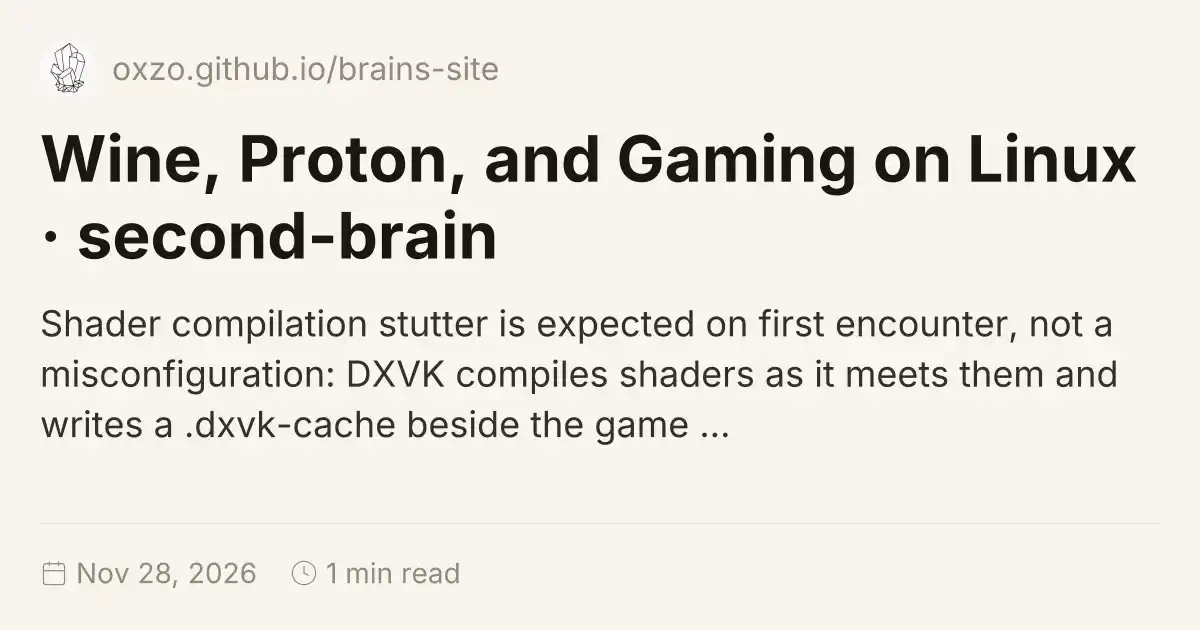 oxzo.github.io/brains-site
Wine, Proton, and Gaming on Linux
· second-brain
Shader compilation stutter is expected on first encounter, not a
misconfiguration: DXVK compiles shaders as it meets them and
writes a .dxvk-cache beside the game ...
Nov 28, 2026 1 min read